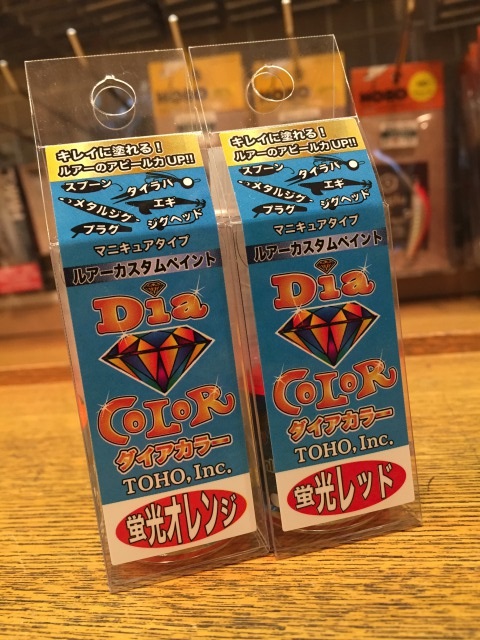 キレイに塗れる！
ルアーのアピール力UP!!
スプーン
タイラバ
メタルジグ
エギ
プラグ
ジグヘッド
マニキュアタイプ
ルアーカスタムペイント
Dia
COLOR
ダイアカラー
TOHO, Inc.
蛍光オレンジ
キレイに塗れる！
ルアーのアピール力UP!!
スプーン
タイラバ
メタルジグ
エギ
プラグ
ジグヘッド
マニキュアタイプ
ルアーカスタムペイント
Dia
COLOR
ダイアカラー
TOHO, Inc.
蛍光レッド